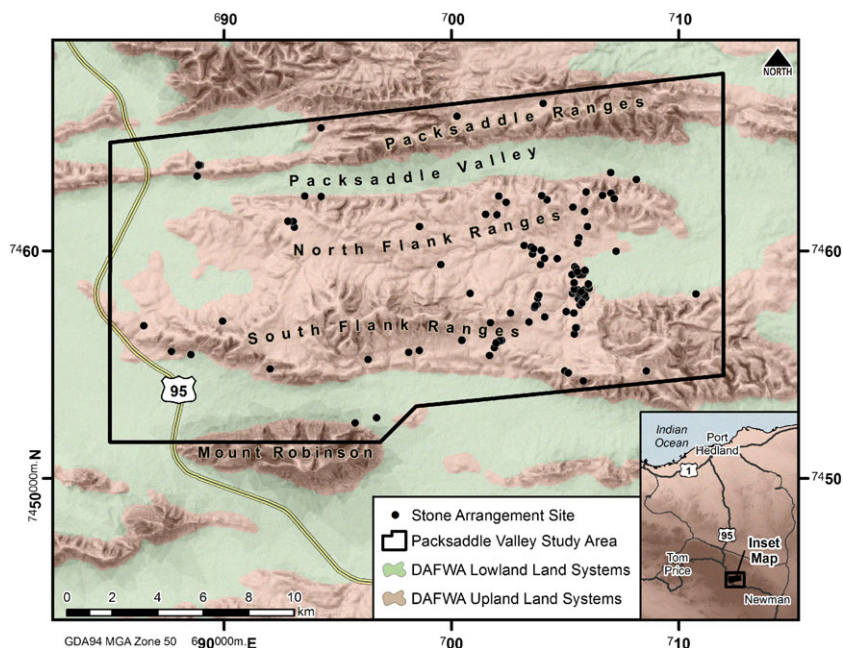 ⁶90
700
710
NORTH
Packsaddle Ranges
Packsaddle Valley
⁷⁴60
North Flank Ranges
⁷⁴60
South Flank Ranges
95
Mount Robinson
⁷⁴50⁰⁰⁰m. N
⁷⁴50
Indian
Ocean
Port
Hedland
1
95
Inset
Map
Tom
Price
Newman
Stone Arrangement Site
Packsaddle Valley Study Area
DAFWA Lowland Land Systems
DAFWA Upland Land Systems
0 2 4 6 8 10
km
GDA94 MGA Zone 50
⁶90⁰⁰⁰m. E
700
710